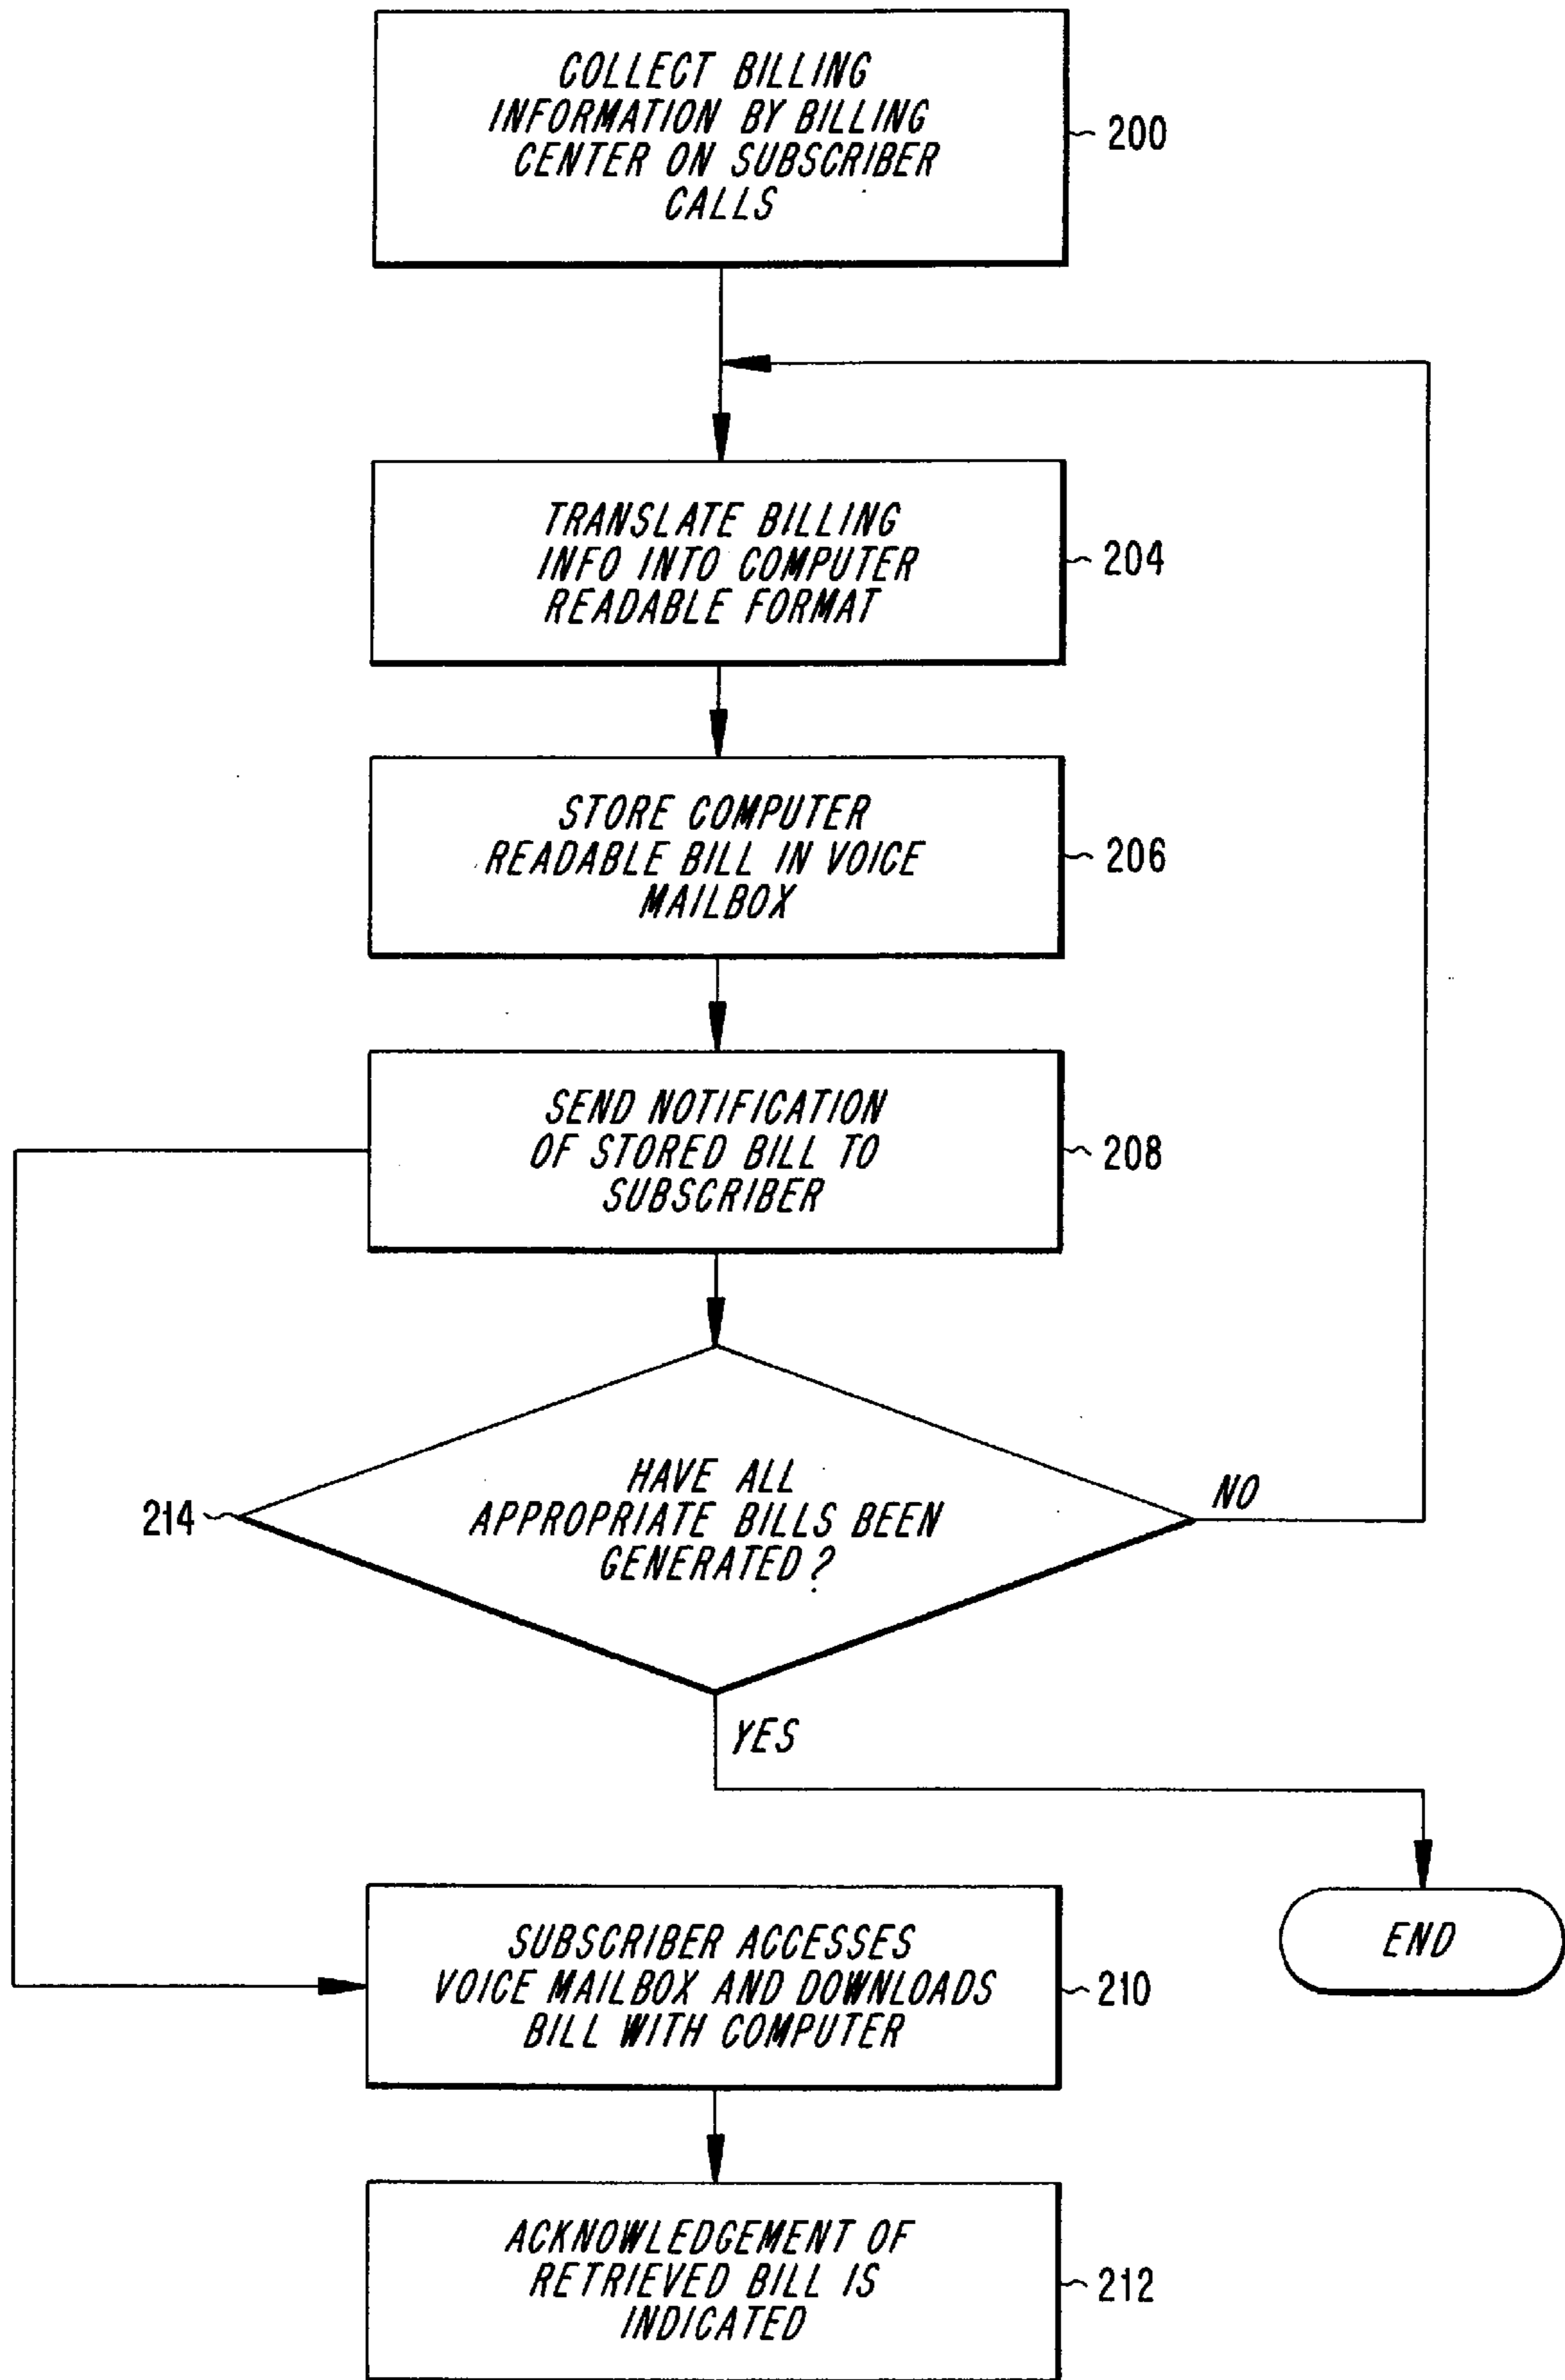 COLLECT BILLING
INFORMATION BY BILLING
CENTER ON SUBSCRIBER
CALLS
200
TRANSLATE BILLING
INFO INTO COMPUTER
READABLE FORMAT
204
STORE COMPUTER
READABLE BILL IN VOICE
MAILBOX
206
SEND NOTIFICATION
OF STORED BILL TO
SUBSCRIBER
208
HAVE ALL
APPROPRIATE BILLS BEEN
GENERATED?
214
NO
YES
END
SUBSCRIBER ACCESSES
VOICE MAILBOX AND DOWNLOADS
BILL WITH COMPUTER
210
ACKNOWLEDGEMENT OF
RETRIEVED BILL IS
INDICATED
212